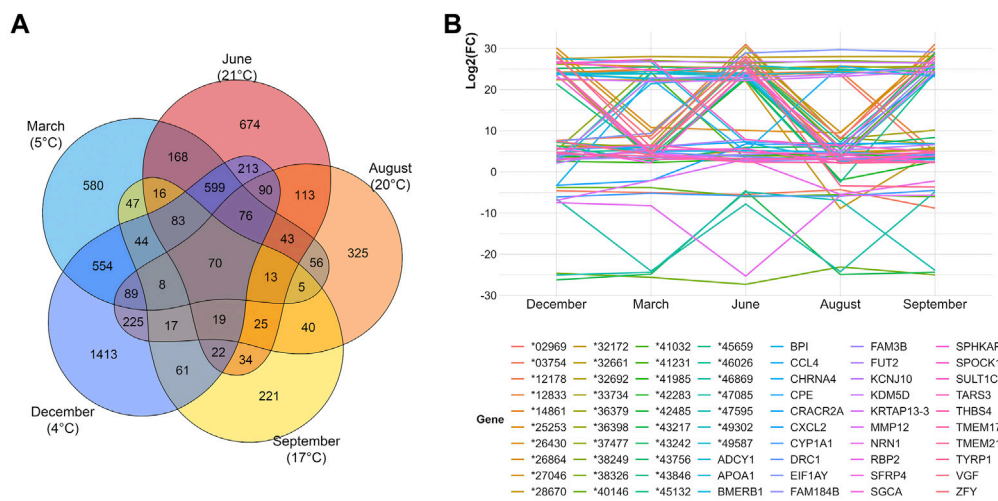 A
June
(21°C)
March
(5°C)
August
(20°C)
December
(4°C)
September
(17°C)
674
168
213
599
90
113
580
47
16
83
76
43
325
44
56
70
554
13
5
8
89
225
17
19
25
40
1413
22
34
61
221
B
Log2(FC)
30
20
10
0
-10
-20
-30
December March June August September
Gene
*02969 *32172 *41032 *45659 BPI FAM3B SPHKAP
*03754 *32661 *41231 *46026 CCL4 FUT2 SPOCK1
*12178 *32692 *41985 *46869 CHRNA4 KCNJ10 SULT1C
*12833 *33734 *42283 *47085 CPE KDM5D TARS3
*14861 *36379 *42485 *47595 CRACR2A KRTAP13-3 THBS4
*25253 *36398 *43217 *49302 CXCL2 MMP12 TMEM17
*26430 *37477 *43242 *49587 CYP1A1 NRN1 TMEM21
*26864 *38249 *43756 ADCY1 DRC1 RBP2 TYRP1
*27046 *38326 *43846 APOA1 EIF1AY SFRP4 VGF
*28670 *40146 *45132 BMERB1 FAM184B SGCA ZFY